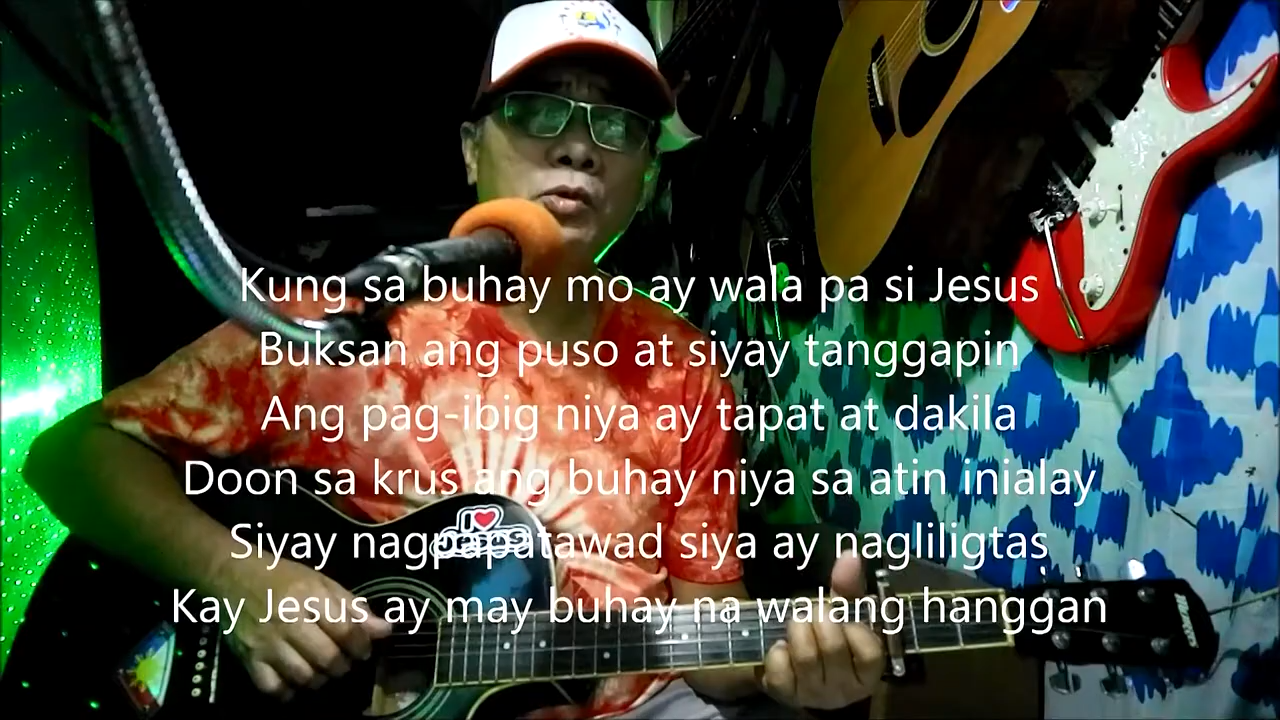 Kung sa buhay mo ay wala pa si Jesus
Buksan ang puso at siyay tanggapin
Ang pag-ibig niya ay tapat at dakila
Doon sa krus ang buhay niya sa atin inialay
Siyay nagpapatawad siya ay nagliligtas
Kay Jesus ay may buhay na walang hanggan
I